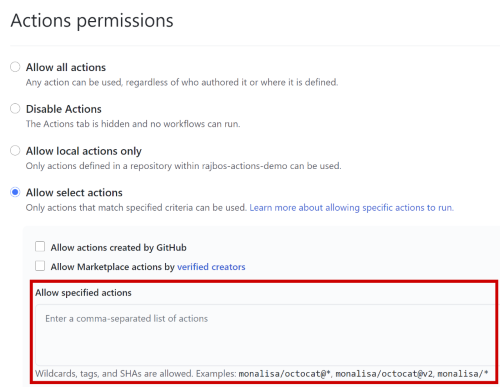 Actions permissions
Allow all actions
Any action can be used, regardless of who authored it or where it is defined.
Disable Actions
The Actions tab is hidden and no workflows can run.
Allow local actions only
Only actions defined in a repository within rajbos-actions-demo can be used.
Allow select actions
Only actions that match specified criteria can be used. Learn more about allowing specific actions to run.
Allow actions created by GitHub
Allow Marketplace actions by verified creators
Allow specified actions
Enter a comma-separated list of actions
Wildcards, tags, and SHAs are allowed. Examples: monalisa/octocat@*, monalisa/octocat@v2, monalisa/*